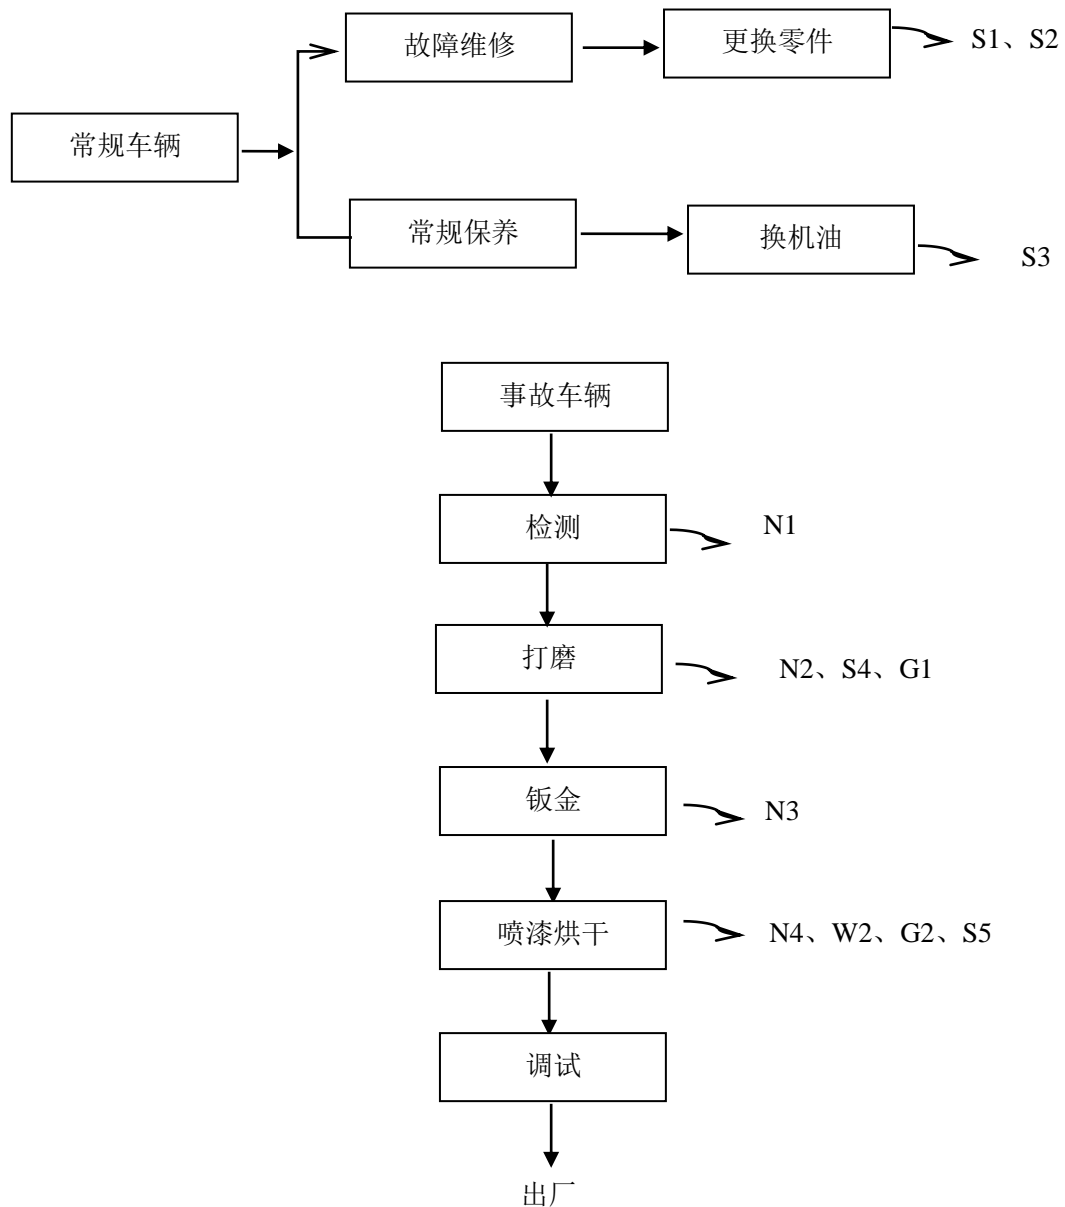 故障维修
更换零件
S1、S2
常规车辆
常规保养
换机油
S3
事故车辆
检测
N1
打磨
N2、S4、G1
钣金
N3
喷漆烘干
N4、W2、G2、S5
调试
出厂